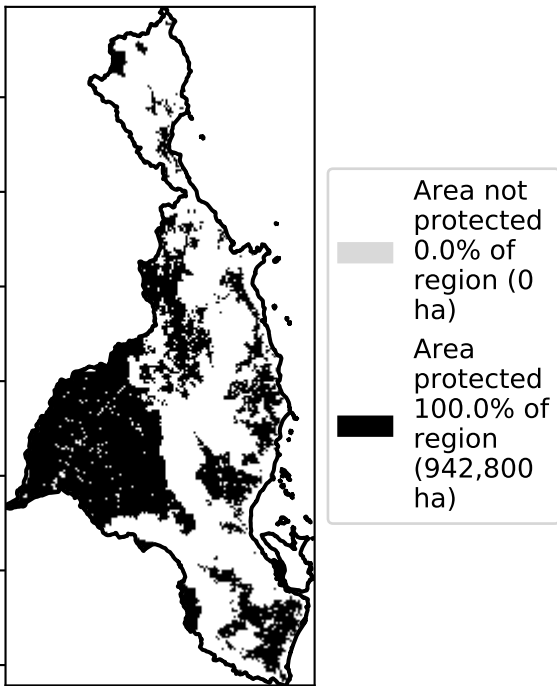 Area not
protected
0.0% of
region (0
ha)
Area
protected
100.0% of
region
(942,800
ha)